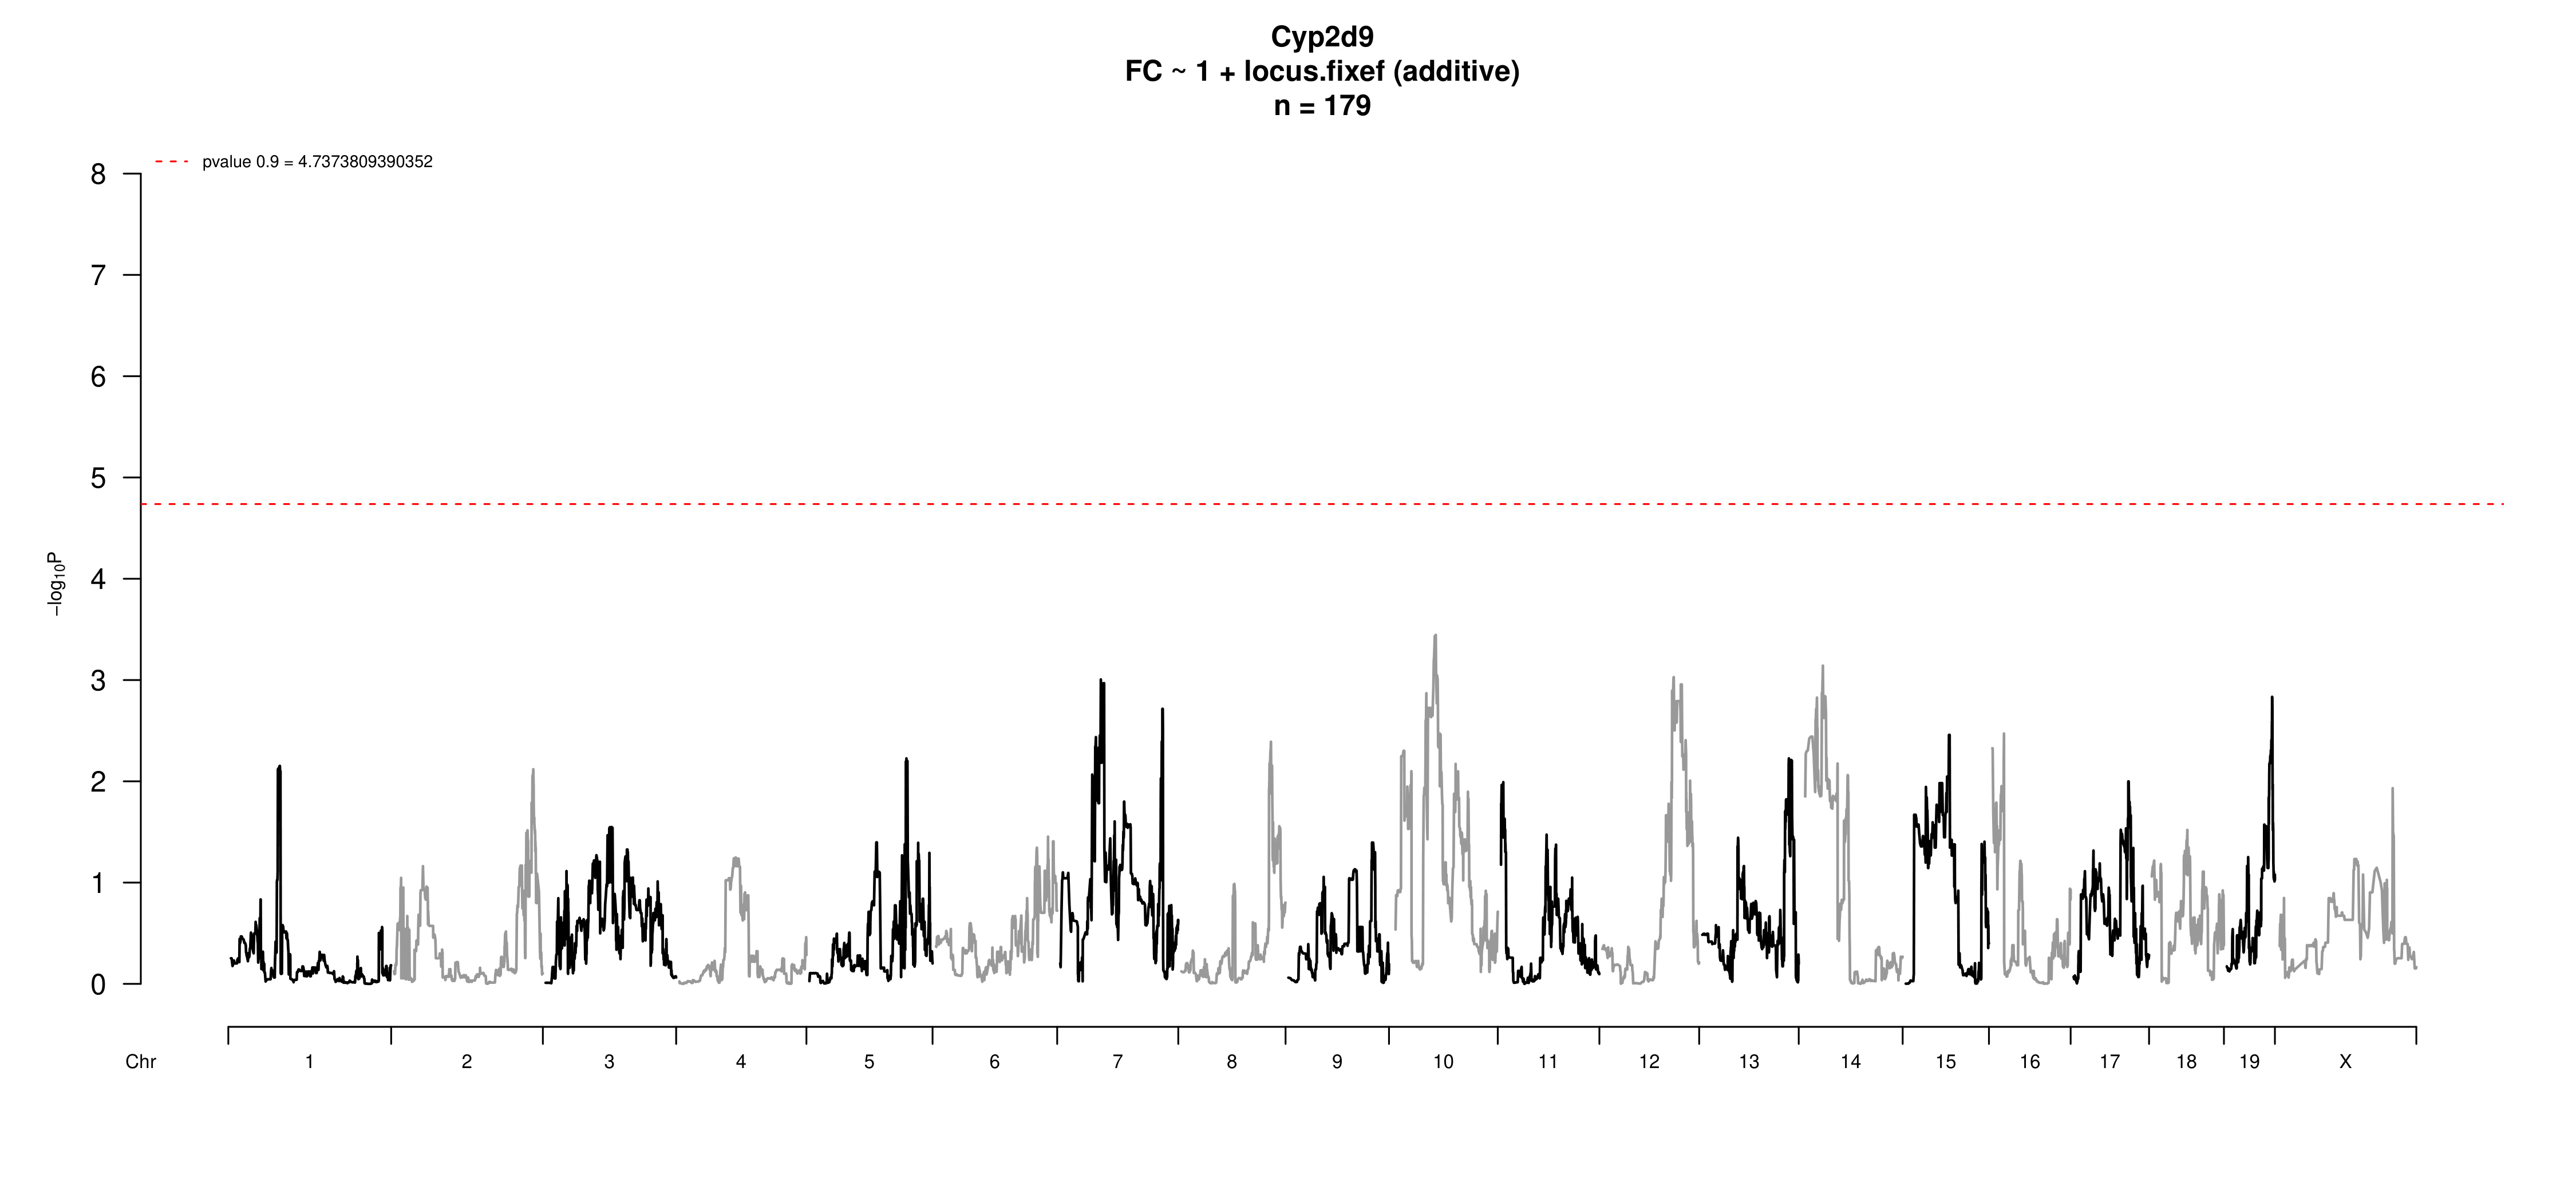 Cyp2d9
FC ~ 1 + locus.fixef (additive)
n = 179
pvalue 0.9 = 4.7373809390352
8
7
6
5
4
3
2
1
0
−log10P
Chr 1 2 3 4 5 6 7 8 9 10 11 12 13 14 15 16 17 18 19 X